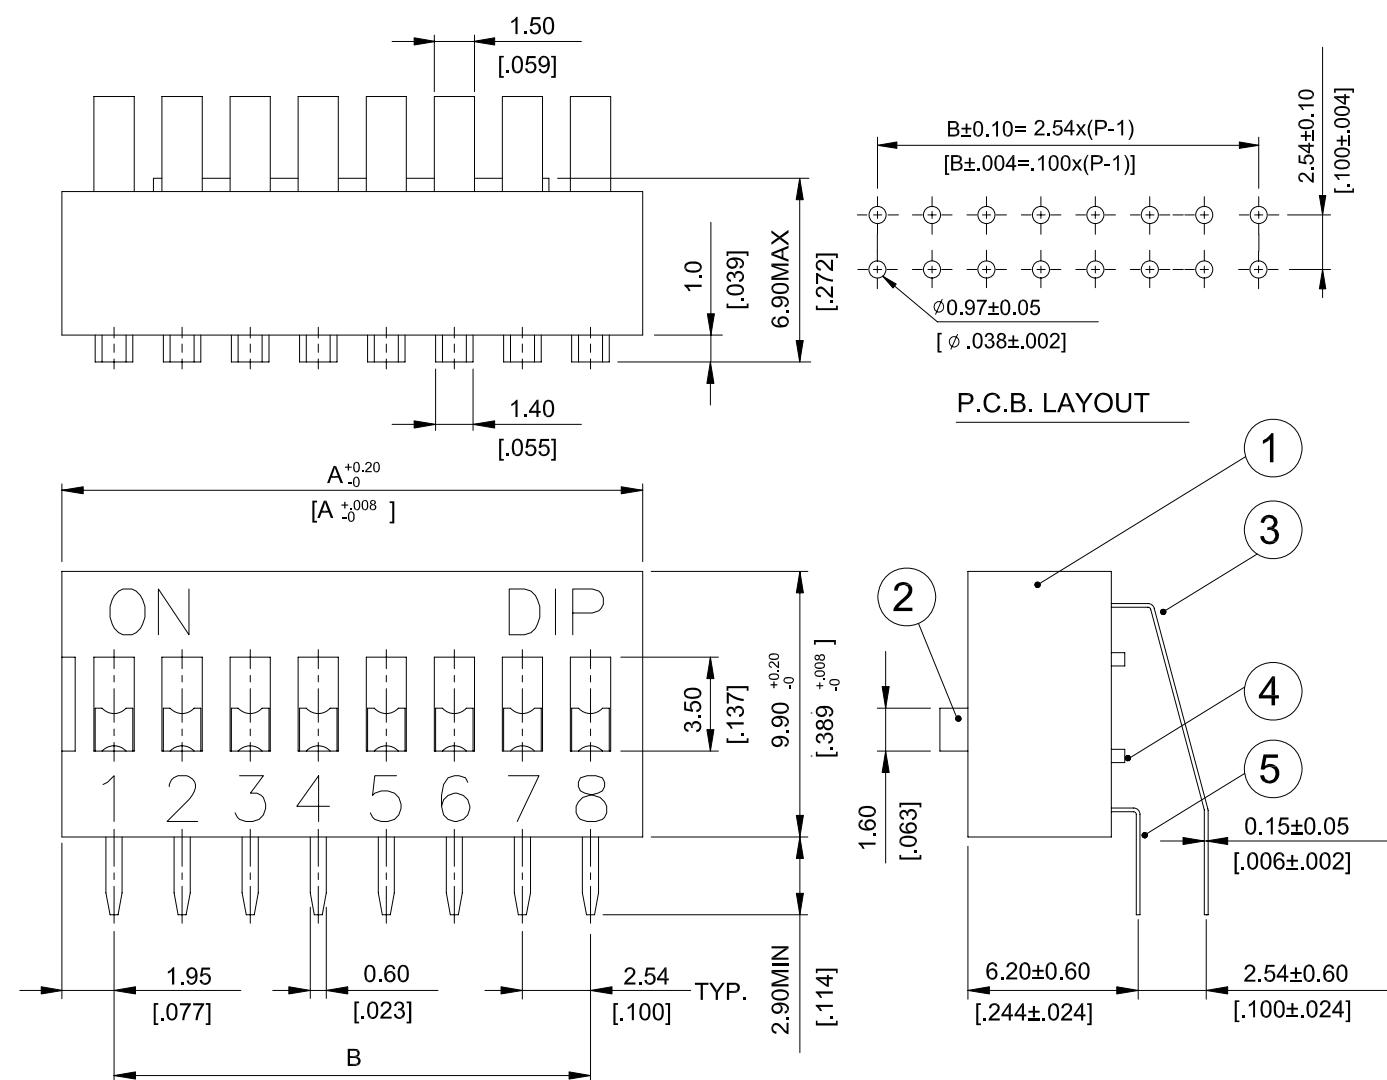 1.50
[.059]
1.0
[.039]
6.90MAX
[.272]
1.40
[.055]
B±0.10= 2.54x(P-1)
[B±.004=.100x(P-1)]
2.54±0.10
[.100±.004]
⌀0.97±0.05
[ ⌀ .038±.002]
P.C.B. LAYOUT
A +0.20 -0
[A +.008 -0 ]
ON DIP
1 2 3 4 5 6 7 8
3.50
[.137]
9.90 +0.20 -0
[.389 +.008 -0 ]
1.95
[.077]
0.60
[.023]
2.54 TYP.
[.100]
2.90MIN
[.114]
B
1
2
3
4
5
1.60
[.063]
0.15±0.05
[.006±.002]
6.20±0.60
[.244±.024]
2.54±0.60
[.100±.024]